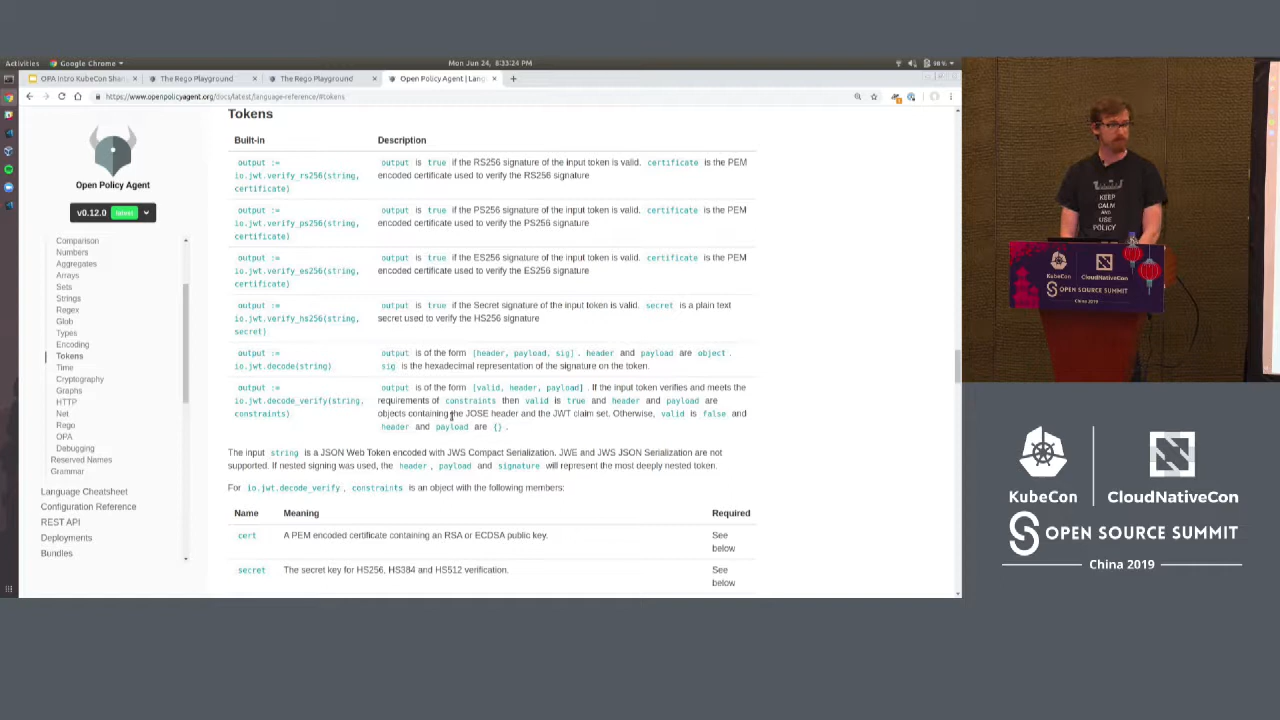 Activities
Google Chrome
Mon Jun 24, 8:33:24 PM
98 %
OPA Intro KubeCon Shan
The Rego Playground
The Rego Playground
Open Policy Agent | Lang
https://www.openpolicyagent.org/docs/latest/language-reference/#tokens
Open Policy Agent
v0.12.0 latest
Comparison
Numbers
Aggregates
Arrays
Sets
Strings
Regex
Glob
Types
Encoding
Tokens
Time
Cryptography
Graphs
HTTP
Net
Rego
OPA
Debugging
Reserved Names
Grammar
Language Cheatsheet
Configuration Reference
REST API
Deployments
Bundles
Tokens
Built-in Description
output :=
io.jwt.verify_rs256(string,
certificate)
output is true if the RS256 signature of the input token is valid. certificate is the PEM
encoded certificate used to verify the RS256 signature
output :=
io.jwt.verify_ps256(string,
certificate)
output is true if the PS256 signature of the input token is valid. certificate is the PEM
encoded certificate used to verify the PS256 signature
output :=
io.jwt.verify_es256(string,
certificate)
output is true if the ES256 signature of the input token is valid. certificate is the PEM
encoded certificate used to verify the ES256 signature
output :=
io.jwt.verify_hs256(string,
secret)
output is true if the Secret signature of the input token is valid. secret is a plain text
secret used to verify the HS256 signature
output :=
io.jwt.decode(string)
output is of the form [header, payload, sig]. header and payload are object.
sig is the hexadecimal representation of the signature on the token.
output :=
io.jwt.decode_verify(string,
constraints)
output is of the form [valid, header, payload]. If the input token verifies and meets the
requirements of constraints then valid is true and header and payload are
objects containing the JOSE header and the JWT claim set. Otherwise, valid is false and
header and payload are {}.
The input string is a JSON Web Token encoded with JWS Compact Serialization. JWE and JWS JSON Serialization are not
supported. If nested signing was used, the header, payload and signature will represent the most deeply nested token.
For io.jwt.decode_verify, constraints is an object with the following members:
Name Meaning Required
cert A PEM encoded certificate containing an RSA or ECDSA public key. See
below
secret The secret key for HS256, HS384 and HS512 verification. See
below
KEEP
CALM
AND
USE
POLICY
KubeCon CloudNativeCon
OPEN SOURCE SUMMIT
China 2019
KubeCon CloudNativeCon
OPEN SOURCE SUMMIT
China 2019